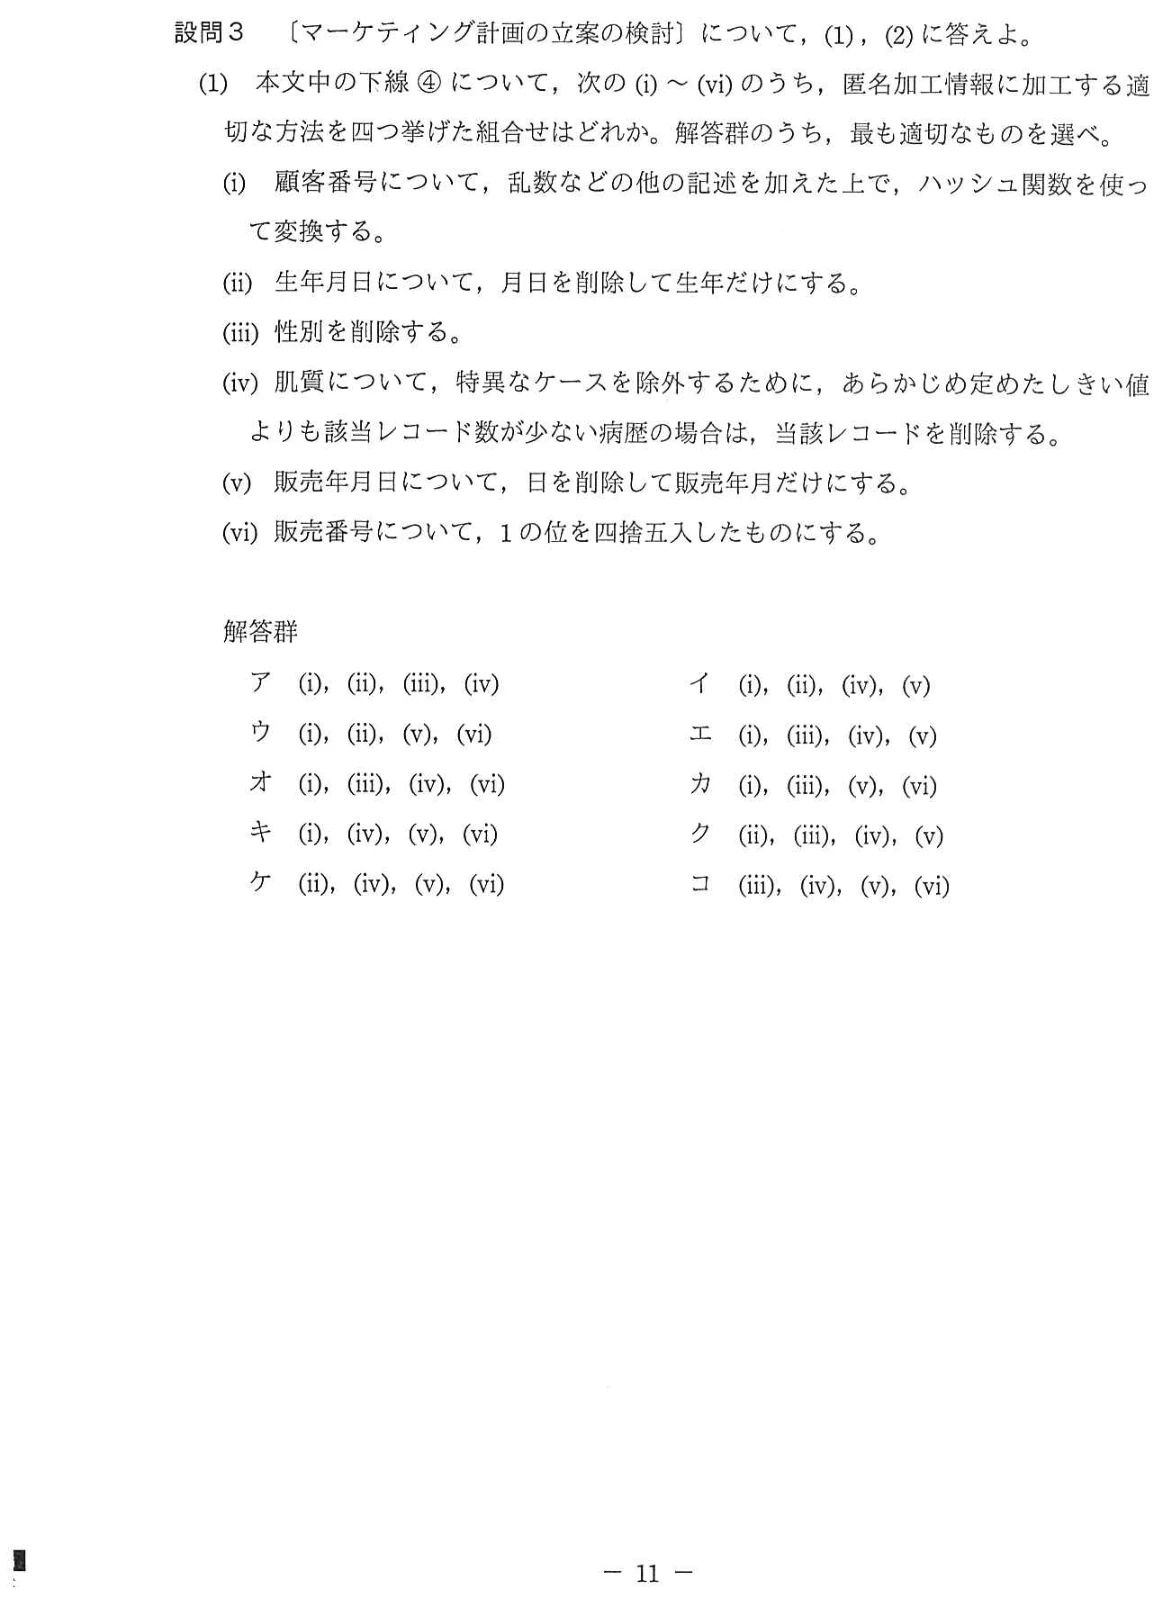 設問3 〔マーケティング計画の立案の検討〕について，(1)，(2)に答えよ。
(1) 本文中の下線④について，次の(i)～(vi)のうち，匿名加工情報に加工する適
切な方法を四つ挙げた組合せはどれか。解答群のうち，最も適切なものを選べ。
(i) 顧客番号について，乱数などの他の記述を加えた上で，ハッシュ関数を使っ
て変換する。
(ii) 生年月日について，月日を削除して生年だけにする。
(iii) 性別を削除する。
(iv) 肌質について，特異なケースを除外するために，あらかじめ定めたしきい値
よりも該当レコード数が少ない病歴の場合は，当該レコードを削除する。
(v) 販売年月日について，日を削除して販売年月だけにする。
(vi) 販売番号について，1の位を四捨五入したものにする。
解答群
ア (i)，(ii)，(iii)，(iv) イ (i)，(ii)，(iv)，(v)
ウ (i)，(ii)，(v)，(vi) エ (i)，(iii)，(iv)，(v)
オ (i)，(iii)，(iv)，(vi) カ (i)，(iii)，(v)，(vi)
キ (i)，(iv)，(v)，(vi) ク (ii)，(iii)，(iv)，(v)
ケ (ii)，(iv)，(v)，(vi) コ (iii)，(iv)，(v)，(vi)
－ 11 －